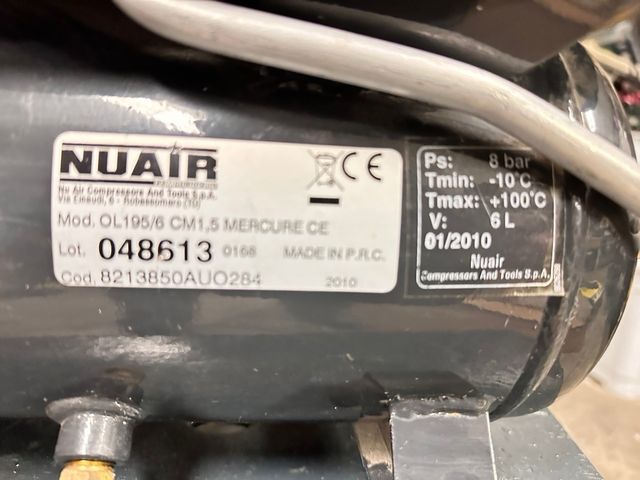 NUAIR
Nu Air Compressors And Tools S.p.A.
Via Einaudi, 6 - Robassomero (TO)
Mod. OL195/6 CM1,5 MERCURE CE
Lot. 048613 0168 MADE IN P.R.C.
Cod. 8213850AUO284 2010
CE
Ps: 8 bar
Tmin: -10°C
Tmax: +100°C
V: 6 L
01/2010
Nuair
Compressors And Tools S.p.A.